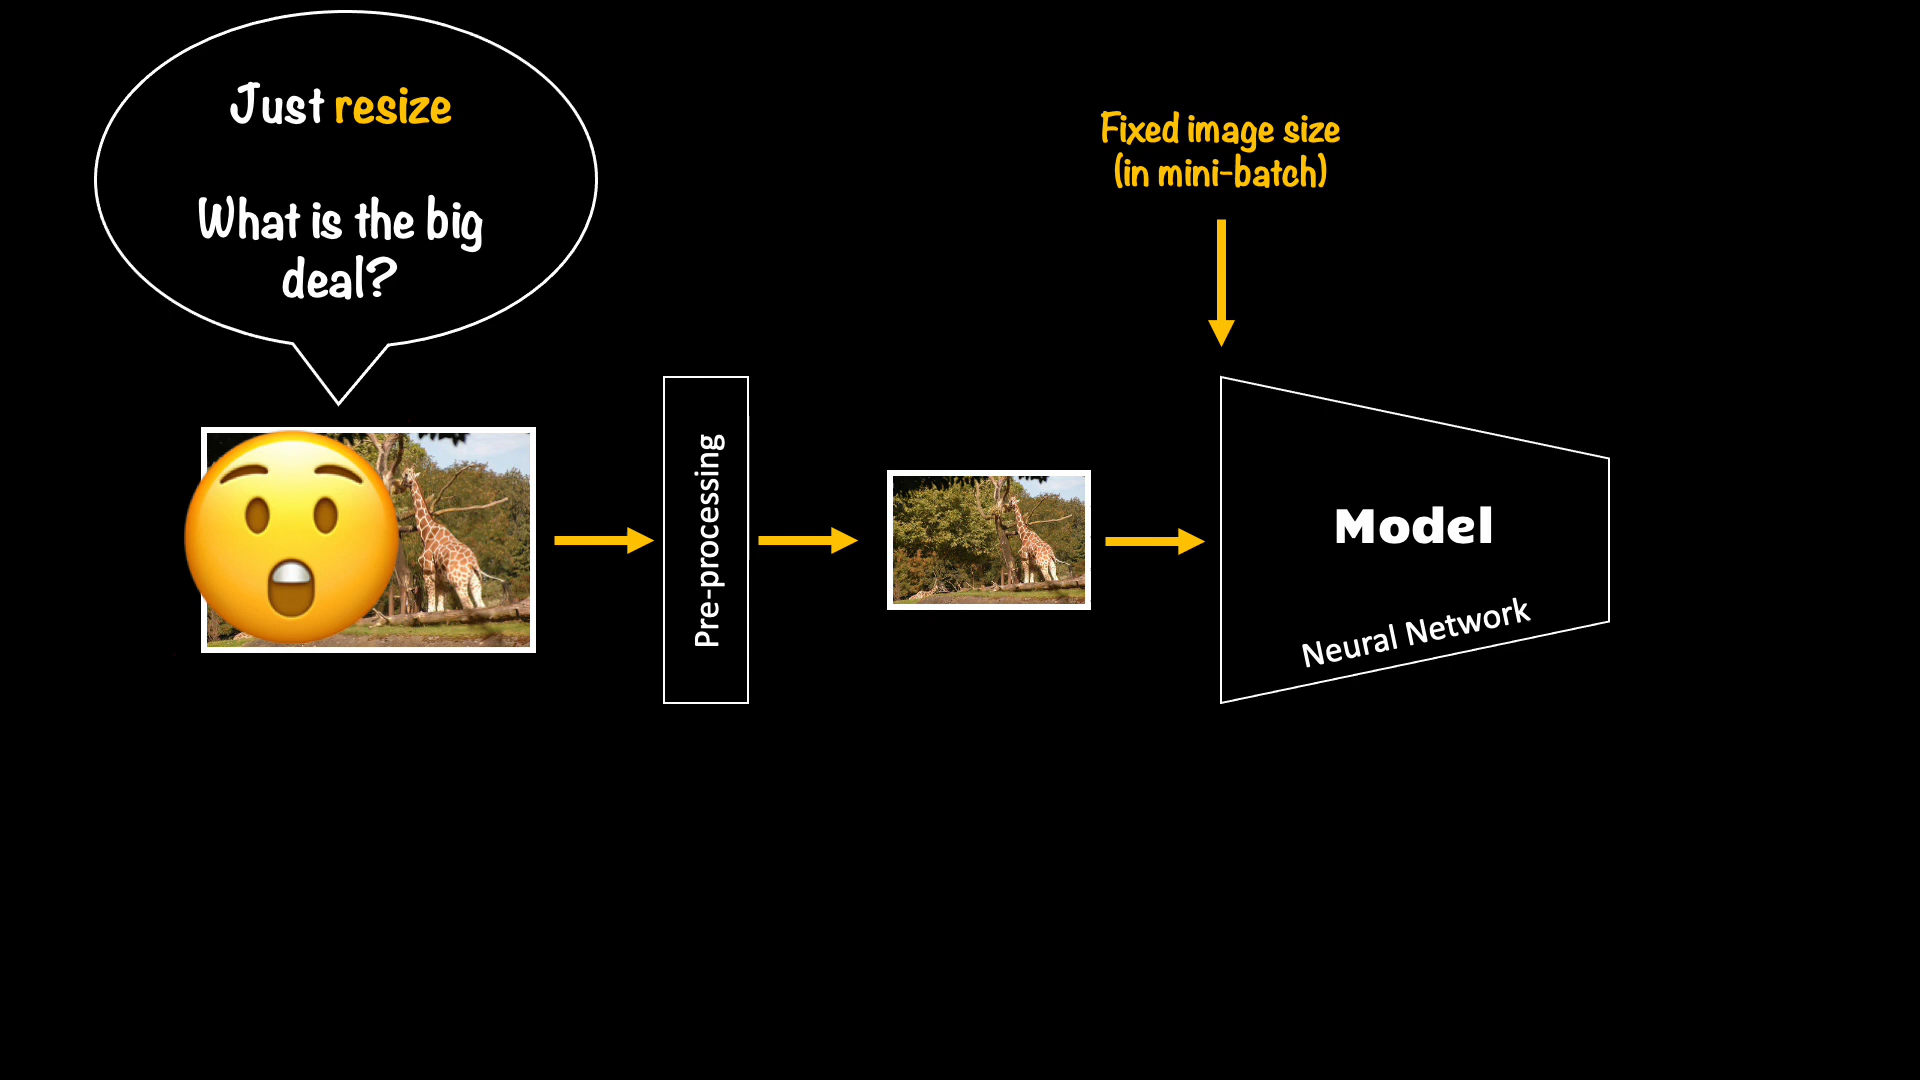 Just resize
What is the big
deal?
Fixed image size
(in mini-batch)
Pre-processing
Model
Neural Network